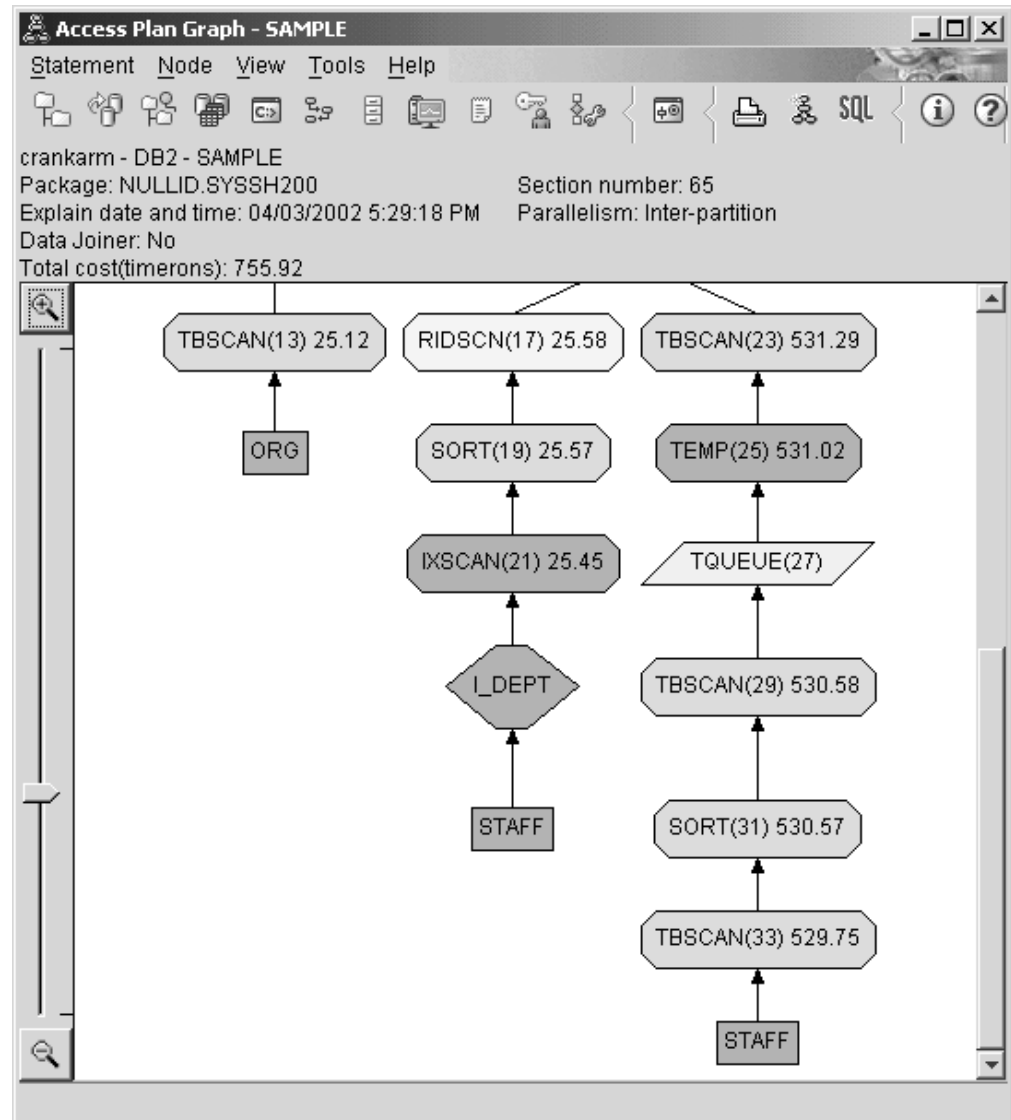 Access Plan Graph - SAMPLE
Statement Node View Tools Help
C:> SQL i ?
crankarm - DB2 - SAMPLE
Package: NULLID.SYSSH200 Section number: 65
Explain date and time: 04/03/2002 5:29:18 PM Parallelism: Inter-partition
Data Joiner: No
Total cost(timerons): 755.92
TBSCAN(13) 25.12 RIDSCN(17) 25.58 TBSCAN(23) 531.29
ORG SORT(19) 25.57 TEMP(25) 531.02
IXSCAN(21) 25.45 TQUEUE(27)
I_DEPT TBSCAN(29) 530.58
STAFF SORT(31) 530.57
TBSCAN(33) 529.75
STAFF